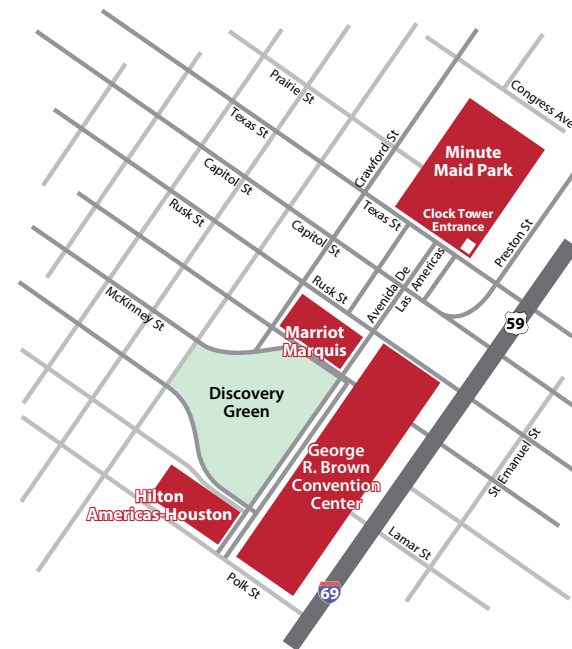 Prairie St
Congress Ave
Texas St
Crawford St
Minute
Maid Park
Capitol St
Clock Tower
Entrance
Texas St
Rusk St
Capitol St
Preston St
Avenida De
Las Americas
Rusk St
McKinney St
59
Marriot
Marquis
Discovery
Green
George
R. Brown
Convention
Center
St Emanuel St
Hilton
Americas-Houston
Lamar St
Polk St
69